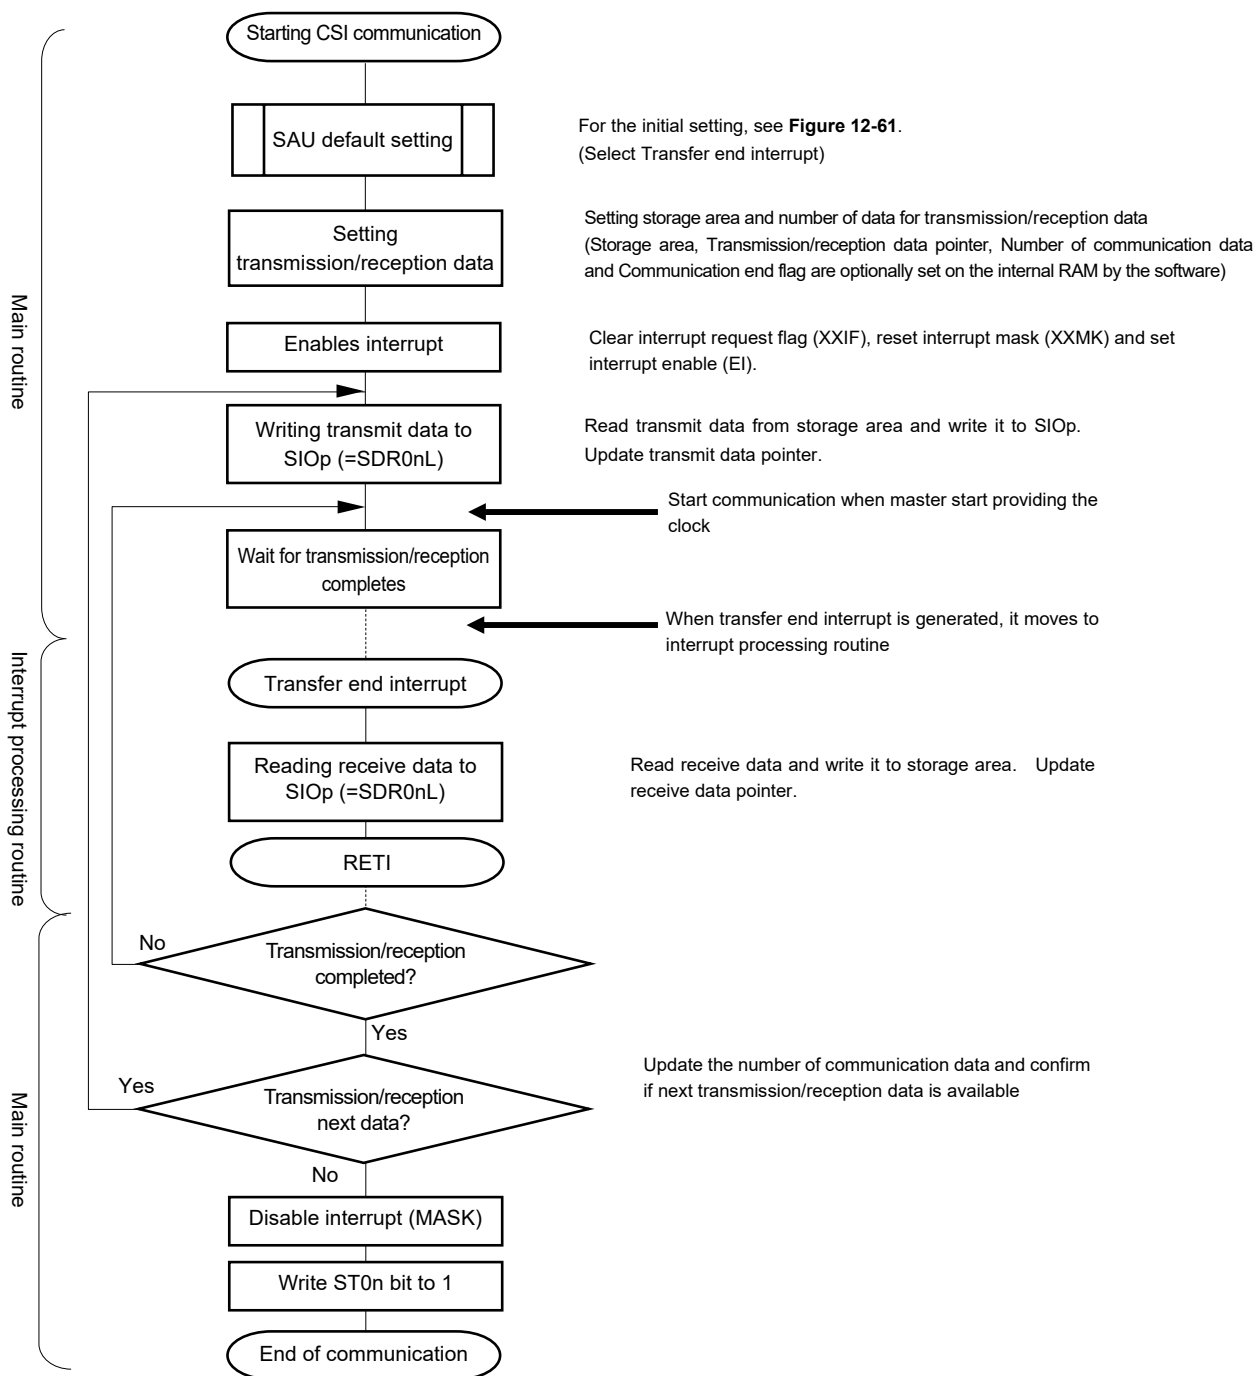 Starting CSI communication
SAU default setting
For the initial setting, see Figure 12-61.
(Select Transfer end interrupt)
Setting
transmission/reception data
Setting storage area and number of data for transmission/reception data
(Storage area, Transmission/reception data pointer, Number of communication data
and Communication end flag are optionally set on the internal RAM by the software)
Main routine
Enables interrupt
Clear interrupt request flag (XXIF), reset interrupt mask (XXMK) and set
interrupt enable (EI).
Writing transmit data to
SIOp (=SDR0nL)
Read transmit data from storage area and write it to SIOp.
Update transmit data pointer.
Start communication when master start providing the
clock
Wait for transmission/reception
completes
When transfer end interrupt is generated, it moves to
interrupt processing routine
Interrupt processing routine
Transfer end interrupt
Reading receive data to
SIOp (=SDR0nL)
Read receive data and write it to storage area. Update
receive data pointer.
RETI
No
Transmission/reception
completed?
Yes
Main routine
Yes
Transmission/reception
next data?
Update the number of communication data and confirm
if next transmission/reception data is available
No
Disable interrupt (MASK)
Write ST0n bit to 1
End of communication